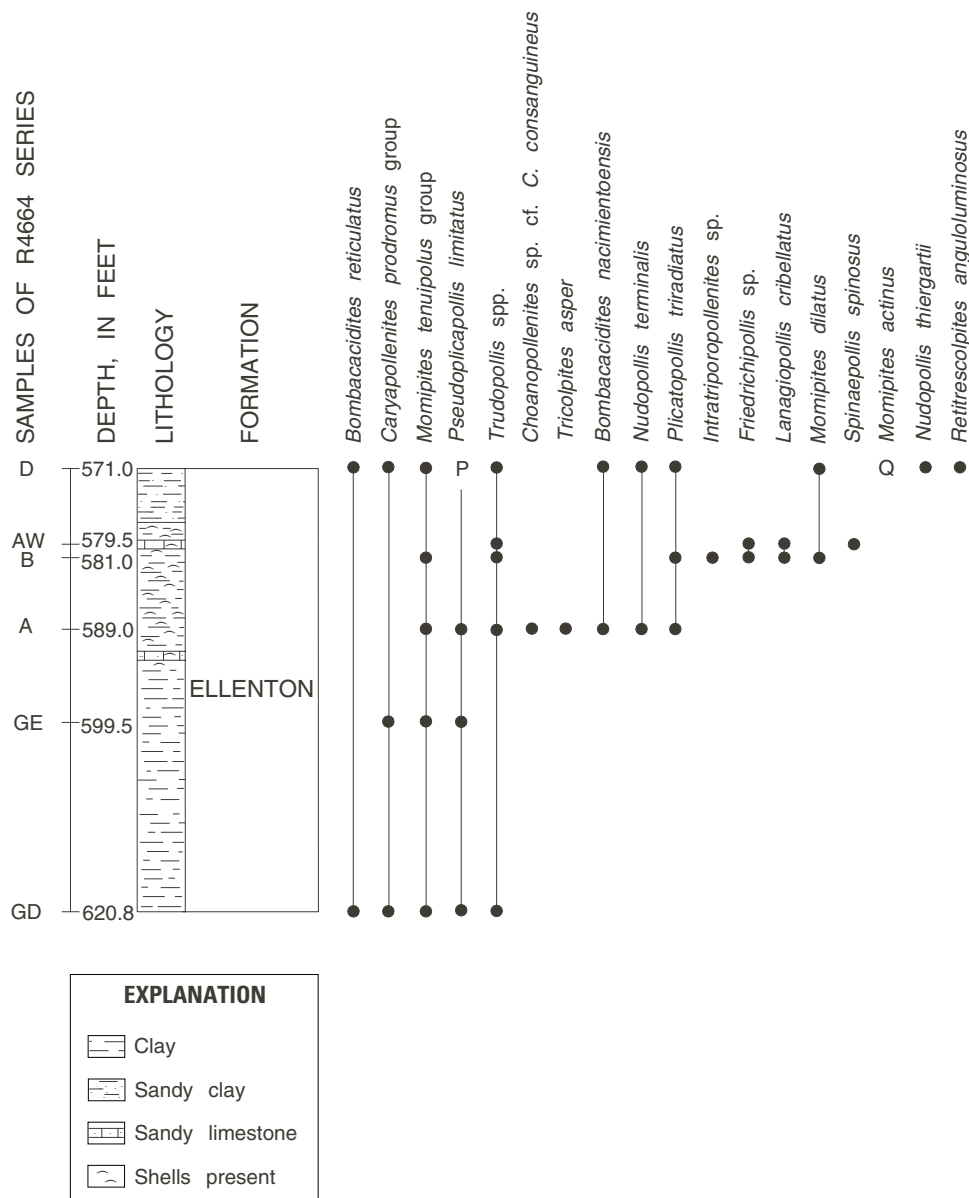 SAMPLES OF R4664 SERIES
DEPTH, IN FEET
LITHOLOGY
FORMATION
Bombacacidites reticulatus
Caryapollenites prodromus group
Momipites tenuipolus group
Pseudoplicapollis limitatus
Trudopollis spp.
Choanopollenites sp. cf. C. consanguineus
Tricolpites asper
Bombacacidites nacimientoensis
Nudopollis terminalis
Plicatopollis triradiatus
Intratriporopollenites sp.
Friedrichipollis sp.
Lanagiopollis cribellatus
Momipites dilatus
Spinaepollis spinosus
Momipites actinus
Nudopollis thiergartii
Retitrescolpites anguloluminosus
D 571.0 P Q
AW 579.5
B 581.0
A 589.0
ELLENTON
GE 599.5
GD 620.8
EXPLANATION
Clay
Sandy clay
Sandy limestone
Shells present